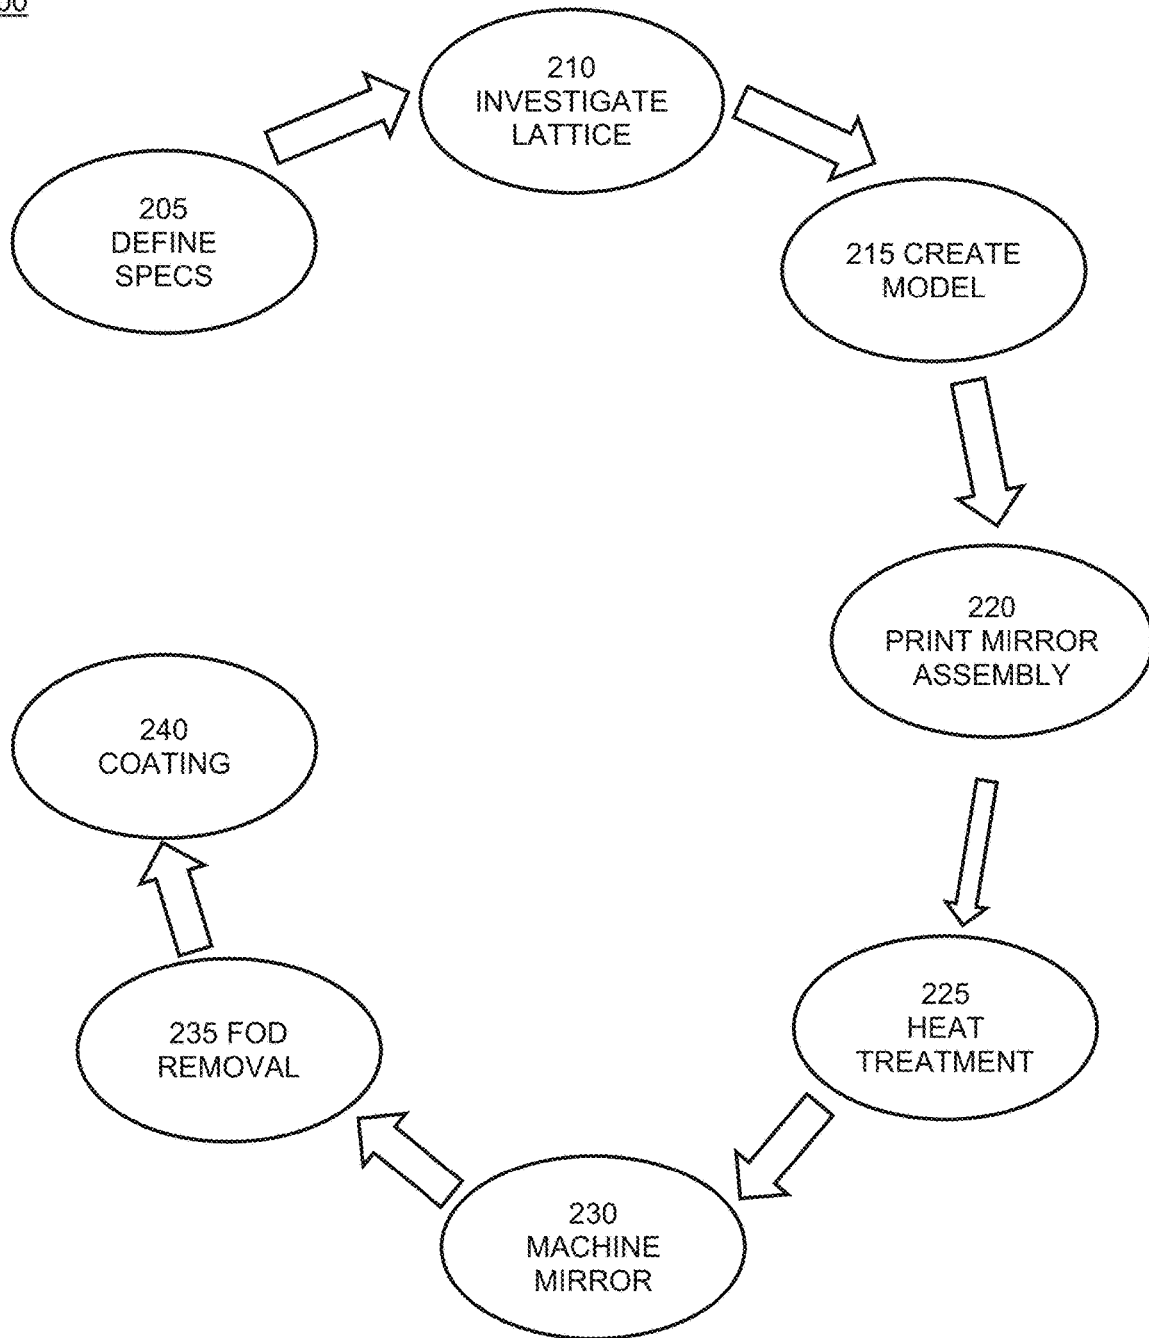 205
DEFINE
SPECS
210
INVESTIGATE
LATTICE
215 CREATE
MODEL
220
PRINT MIRROR
ASSEMBLY
225
HEAT
TREATMENT
230
MACHINE
MIRROR
235 FOD
REMOVAL
240
COATING